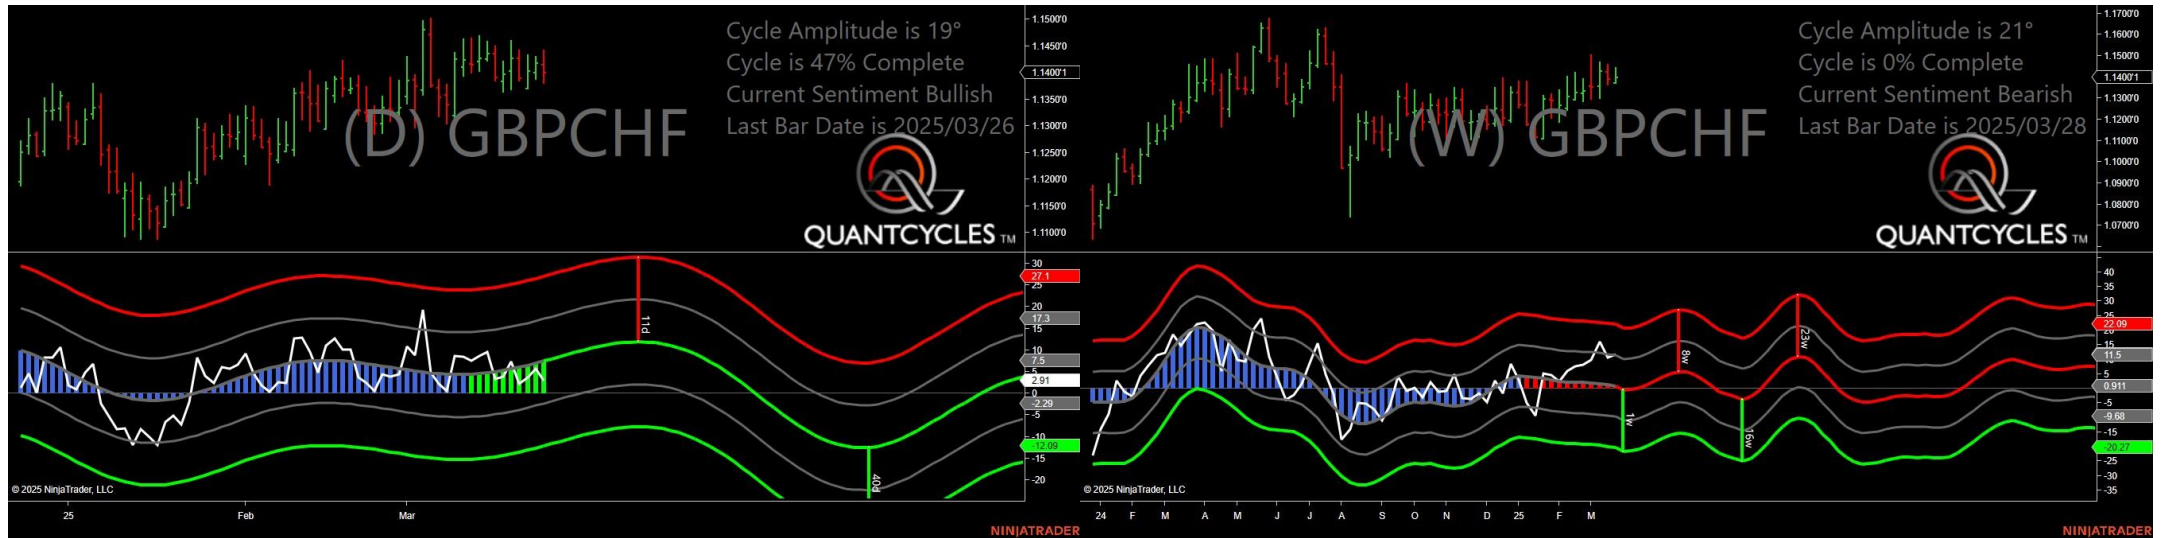 Cycle Amplitude is 19°
Cycle is 47% Complete
Current Sentiment Bullish
Last Bar Date is 2025/03/26
(D) GBPCHF
QUANTCYCLES TM
1.1500'0
1.1450'0
1.1400'1
1.1350'0
1.1300'0
1.1250'0
1.1200'0
1.1150'0
1.1100'0
30
27.1
25
20
17.3
15
10
7.5
5
2.91
0
-2.29
-5
-10
-12.09
-15
-20
11d
40d
© 2025 NinjaTrader, LLC
25 Feb Mar
NINJATRADER
Cycle Amplitude is 21°
Cycle is 0% Complete
Current Sentiment Bearish
Last Bar Date is 2025/03/28
(W) GBPCHF
QUANTCYCLES TM
1.1700'0
1.1600'0
1.1500'0
1.1400'1
1.1300'0
1.1200'0
1.1100'0
1.1000'0
1.0900'0
1.0800'0
1.0700'0
40
35
30
25
22.09
15
11.5
5
0.911
-5
-9.68
-15
-20.27
-25
-30
-35
1w
8w
16w
23w
© 2025 NinjaTrader, LLC
24 F M A M J J A S O N D 25 F M
NINJATRADER